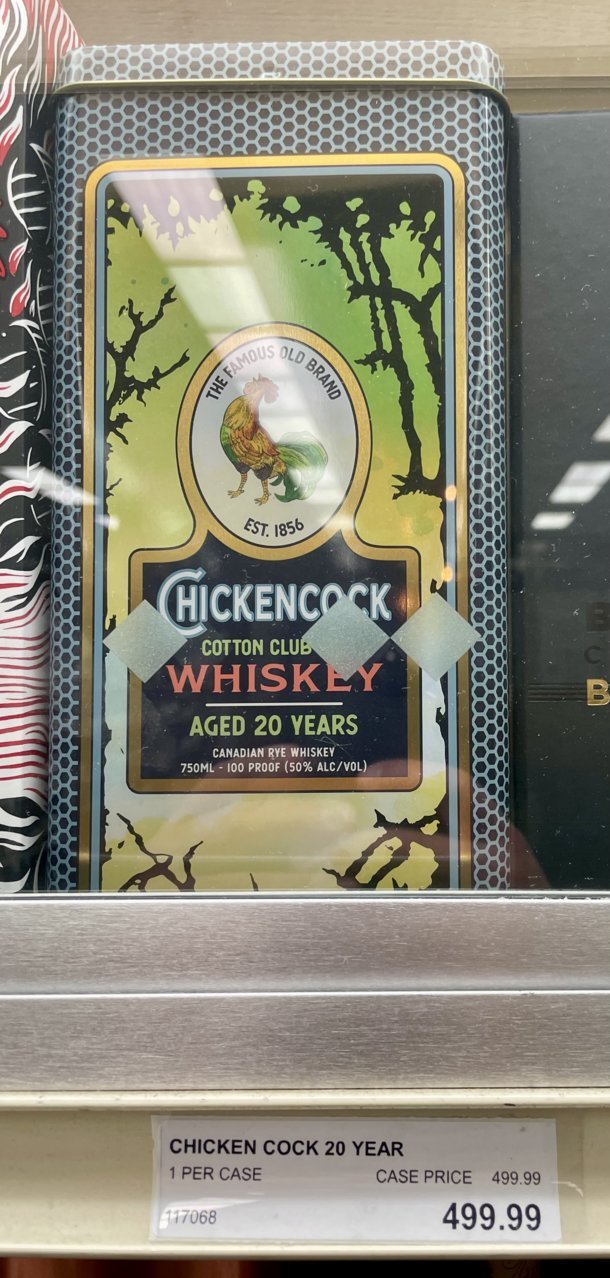 THE FAMOUS OLD BRAND
EST. 1856
CHICKENCOCK
COTTON CLUB
WHISKEY
AGED 20 YEARS
CANADIAN RYE WHISKEY
750ML - 100 PROOF (50% ALC/VOL)
B
CHICKEN COCK 20 YEAR
1 PER CASE CASE PRICE 499.99
117068 499.99